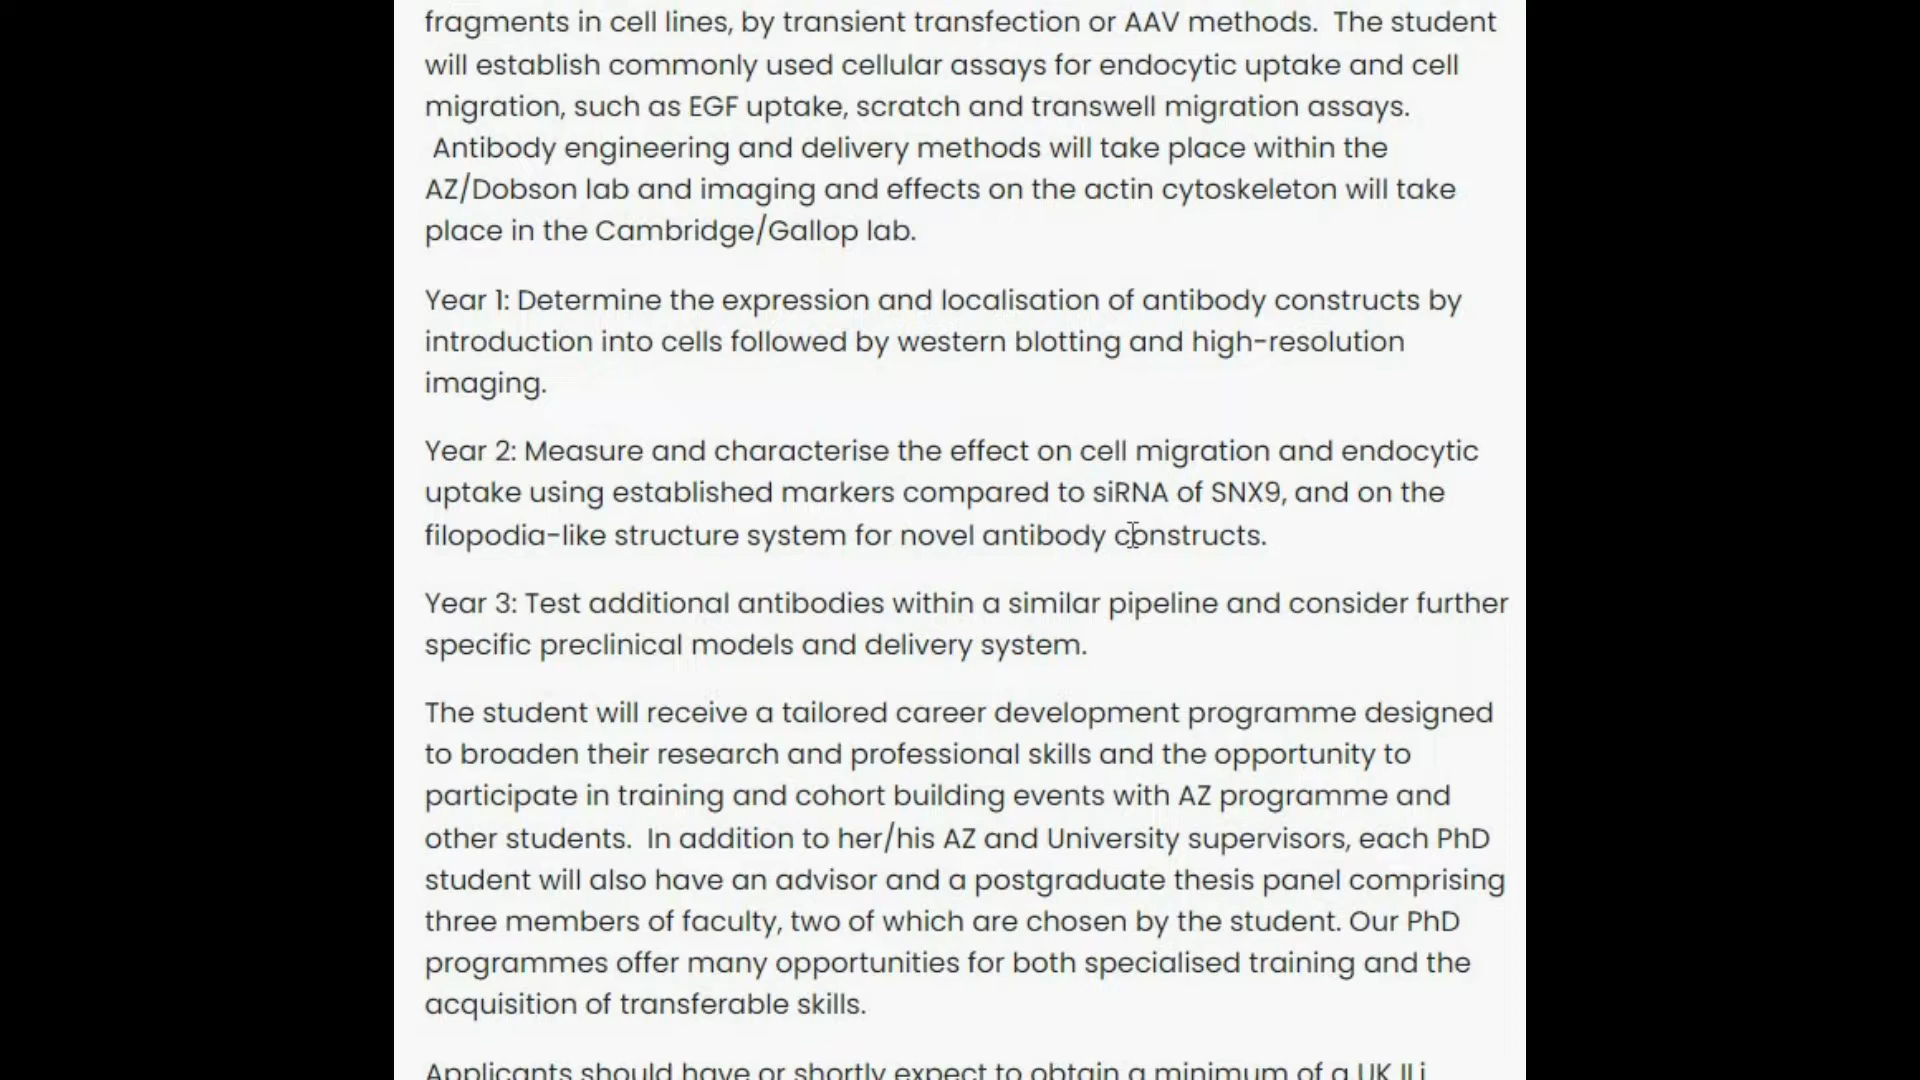 fragments in cell lines, by transient transfection or AAV methods.  The student
will establish commonly used cellular assays for endocytic uptake and cell
migration, such as EGF uptake, scratch and transwell migration assays.
Antibody engineering and delivery methods will take place within the
AZ/Dobson lab and imaging and effects on the actin cytoskeleton will take
place in the Cambridge/Gallop lab.
Year 1: Determine the expression and localisation of antibody constructs by
introduction into cells followed by western blotting and high-resolution
imaging.
Year 2: Measure and characterise the effect on cell migration and endocytic
uptake using established markers compared to siRNA of SNX9, and on the
filopodia-like structure system for novel antibody constructs.
Year 3: Test additional antibodies within a similar pipeline and consider further
specific preclinical models and delivery system.
The student will receive a tailored career development programme designed
to broaden their research and professional skills and the opportunity to
participate in training and cohort building events with AZ programme and
other students.  In addition to her/his AZ and University supervisors, each PhD
student will also have an advisor and a postgraduate thesis panel comprising
three members of faculty, two of which are chosen by the student. Our PhD
programmes offer many opportunities for both specialised training and the
acquisition of transferable skills.
Applicants should have or shortly expect to obtain a minimum of a UK II.i